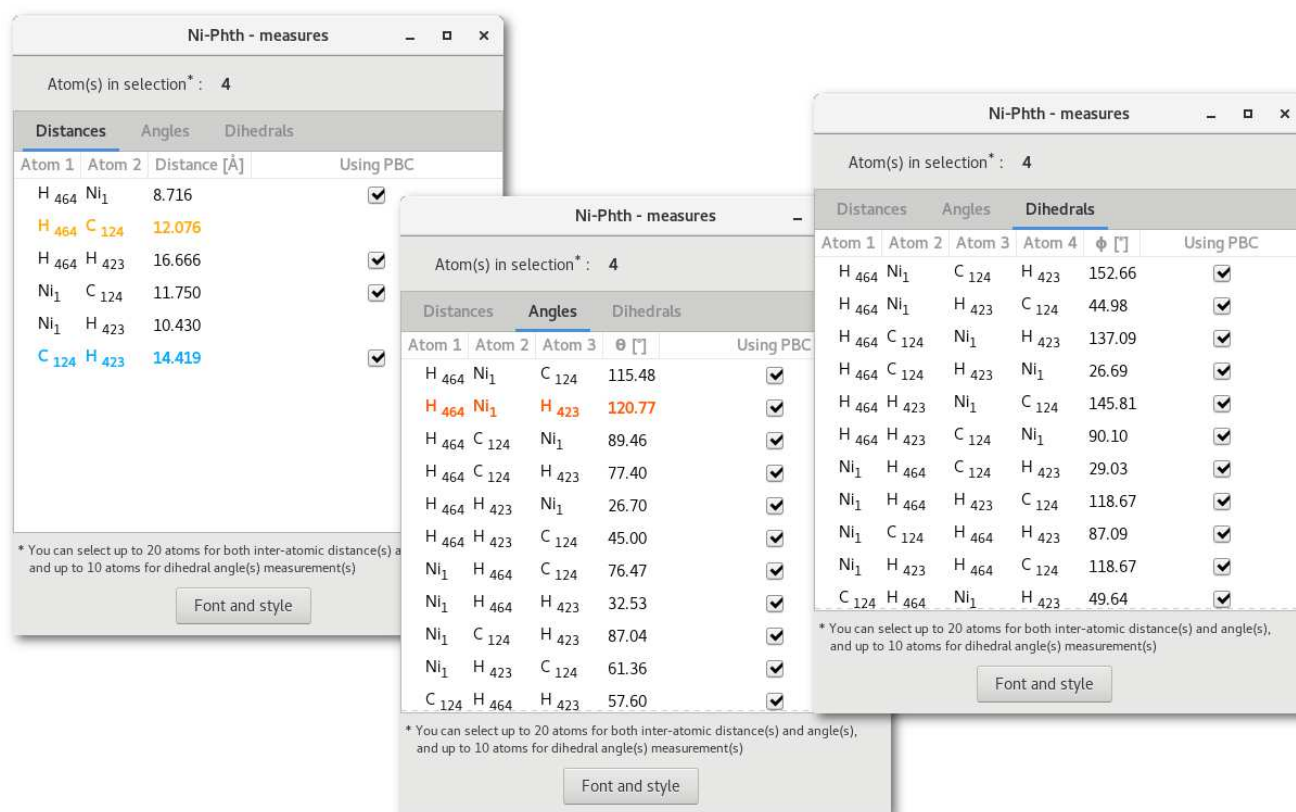 Ni-Phth - measures
Atom(s) in selection* : 4
Distances Angles Dihedrals
Atom 1 Atom 2 Distance [Å] Using PBC
H 464 Ni1 8.716
H 464 C 124 12.076
H 464 H 423 16.666
Ni1 C 124 11.750
Ni1 H 423 10.430
C 124 H 423 14.419
* You can select up to 20 atoms for both inter-atomic distance(s) a
and up to 10 atoms for dihedral angle(s) measurement(s)
Font and style
Ni-Phth - measures
Atom(s) in selection* : 4
Distances Angles Dihedrals
Atom 1 Atom 2 Atom 3 θ [°] Using PBC
H 464 Ni1 C 124 115.48
H 464 Ni1 H 423 120.77
H 464 C 124 Ni1 89.46
H 464 C 124 H 423 77.40
H 464 H 423 Ni1 26.70
H 464 H 423 C 124 45.00
Ni1 H 464 C 124 76.47
Ni1 H 464 H 423 32.53
Ni1 C 124 H 423 87.04
Ni1 H 423 C 124 61.36
C 124 H 464 H 423 57.60
* You can select up to 20 atoms for both inter-atomic distance(s) and angle(s),
and up to 10 atoms for dihedral angle(s) measurement(s)
Font and style
Ni-Phth - measures
Atom(s) in selection* : 4
Distances Angles Dihedrals
Atom 1 Atom 2 Atom 3 Atom 4 ϕ [°] Using PBC
H 464 Ni1 C 124 H 423 152.66
H 464 Ni1 H 423 C 124 44.98
H 464 C 124 Ni1 H 423 137.09
H 464 C 124 H 423 Ni1 26.69
H 464 H 423 Ni1 C 124 145.81
H 464 H 423 C 124 Ni1 90.10
Ni1 H 464 C 124 H 423 29.03
Ni1 H 464 H 423 C 124 118.67
Ni1 C 124 H 464 H 423 87.09
Ni1 H 423 H 464 C 124 118.67
C 124 H 464 Ni1 H 423 49.64
* You can select up to 20 atoms for both inter-atomic distance(s) and angle(s),
and up to 10 atoms for dihedral angle(s) measurement(s)
Font and style